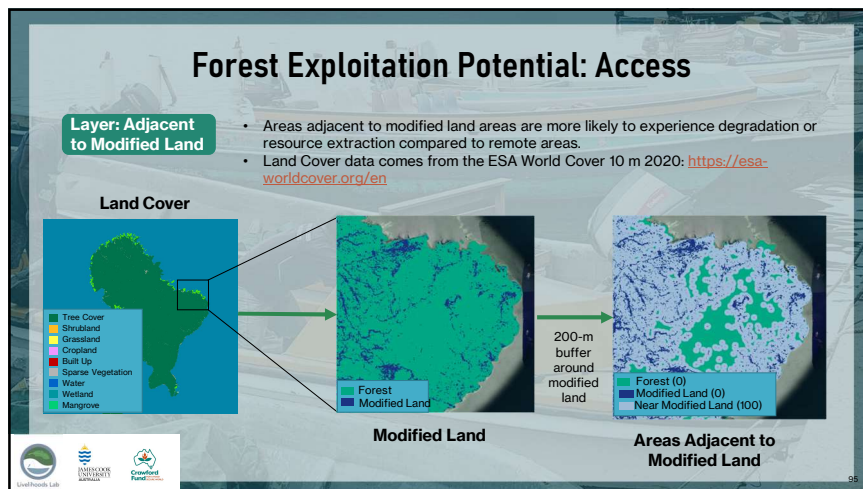 Forest Exploitation Potential: Access
Layer: Adjacent
to Modified Land
• Areas adjacent to modified land areas are more likely to experience degradation or
resource extraction compared to remote areas.
• Land Cover data comes from the ESA World Cover 10 m 2020: https://esa-
worldcover.org/en
Land Cover
Tree Cover
Shrubland
Grassland
Cropland
Built Up
Sparse Vegetation
Water
Wetland
Mangrove
Forest
Modified Land
Modified Land
200-m
buffer
around
modified
land
Forest (0)
Modified Land (0)
Near Modified Land (100)
Areas Adjacent to
Modified Land
Livelihoods Lab
JAMES COOK
UNIVERSITY
AUSTRALIA
Crawford
Fund
95